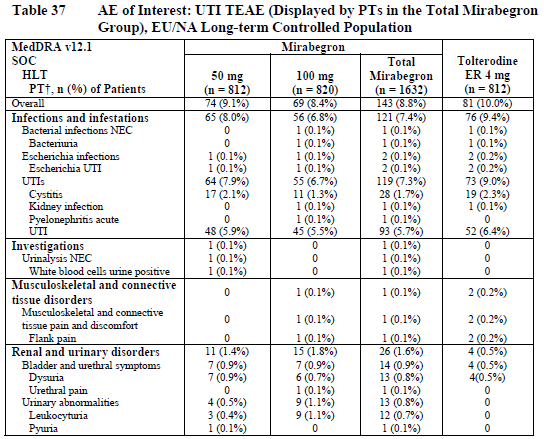 Table 37 AE of Interest: UTI TEAE (Displayed by PTs in the Total Mirabegron
Group), EU/NA Long-term Controlled Population
MedDRA v12.1 Mirabegron
SOC
HLT 50 mg 100 mg Total Mirabegron Tolterodine ER 4 mg
PT†, n (%) of Patients (n = 812) (n = 820) (n = 1632) (n = 812)
Overall 74 (9.1%) 69 (8.4%) 143 (8.8%) 81 (10.0%)
Infections and infestations 65 (8.0%) 56 (6.8%) 121 (7.4%) 76 (9.4%)
Bacterial infections NEC 0 1 (0.1%) 1 (0.1%) 1 (0.1%)
Bacteriuria 0 1 (0.1%) 1 (0.1%) 1 (0.1%)
Escherichia infections 1 (0.1%) 1 (0.1%) 2 (0.1%) 2 (0.2%)
Escherichia UTI 1 (0.1%) 1 (0.1%) 2 (0.1%) 2 (0.2%)
UTIs 64 (7.9%) 55 (6.7%) 119 (7.3%) 73 (9.0%)
Cystitis 17 (2.1%) 11 (1.3%) 28 (1.7%) 19 (2.3%)
Kidney infection 0 1 (0.1%) 1 (0.1%) 1 (0.1%)
Pyelonephritis acute 0 1 (0.1%) 1 (0.1%) 0
UTI 48 (5.9%) 45 (5.5%) 93 (5.7%) 52 (6.4%)
Investigations 1 (0.1%) 0 1 (0.1%) 0
Urinalysis NEC 1 (0.1%) 0 1 (0.1%) 0
White blood cells urine positive 1 (0.1%) 0 1 (0.1%) 0
Musculoskeletal and connective
tissue disorders 0 1 (0.1%) 1 (0.1%) 2 (0.2%)
Musculoskeletal and connective
tissue pain and discomfort 0 1 (0.1%) 1 (0.1%) 2 (0.2%)
Flank pain 0 1 (0.1%) 1 (0.1%) 2 (0.2%)
Renal and urinary disorders 11 (1.4%) 15 (1.8%) 26 (1.6%) 4 (0.5%)
Bladder and urethral symptoms 7 (0.9%) 7 (0.9%) 14 (0.9%) 4 (0.5%)
Dysuria 7 (0.9%) 6 (0.7%) 13 (0.8%) 4(0.5%)
Urethral pain 0 1 (0.1%) 1 (0.1%) 0
Urinary abnormalities 4 (0.5%) 9 (1.1%) 13 (0.8%) 0
Leukocyturia 3 (0.4%) 9 (1.1%) 12 (0.7%) 0
Pyuria 1 (0.1%) 0 1 (0.1%) 0